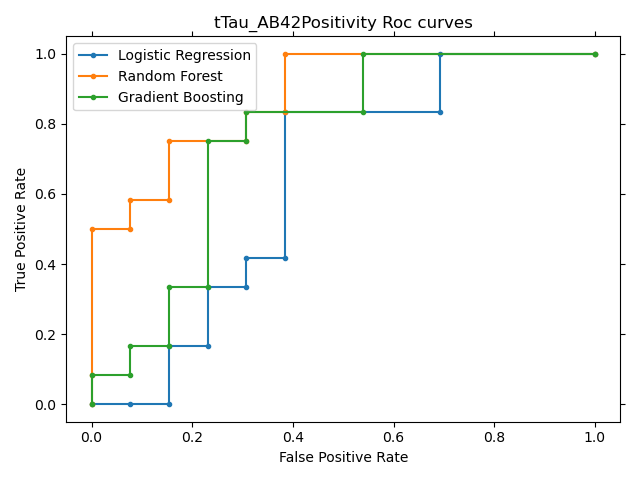 tTau_AB42Positivity Roc curves
Logistic Regression
Random Forest
Gradient Boosting
True Positive Rate
1.0
0.8
0.6
0.4
0.2
0.0
0.0 0.2 0.4 0.6 0.8 1.0
False Positive Rate